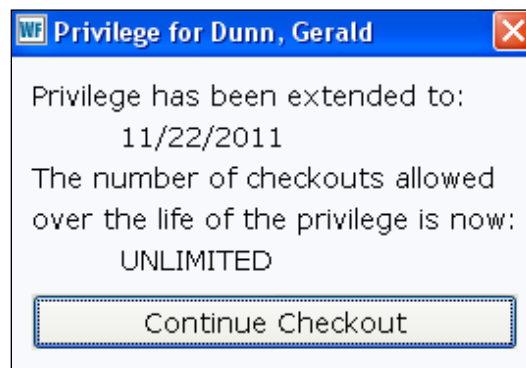 WF Privilege for Dunn, Gerald
Privilege has been extended to:
11/22/2011
The number of checkouts allowed
over the life of the privilege is now:
UNLIMITED
Continue Checkout